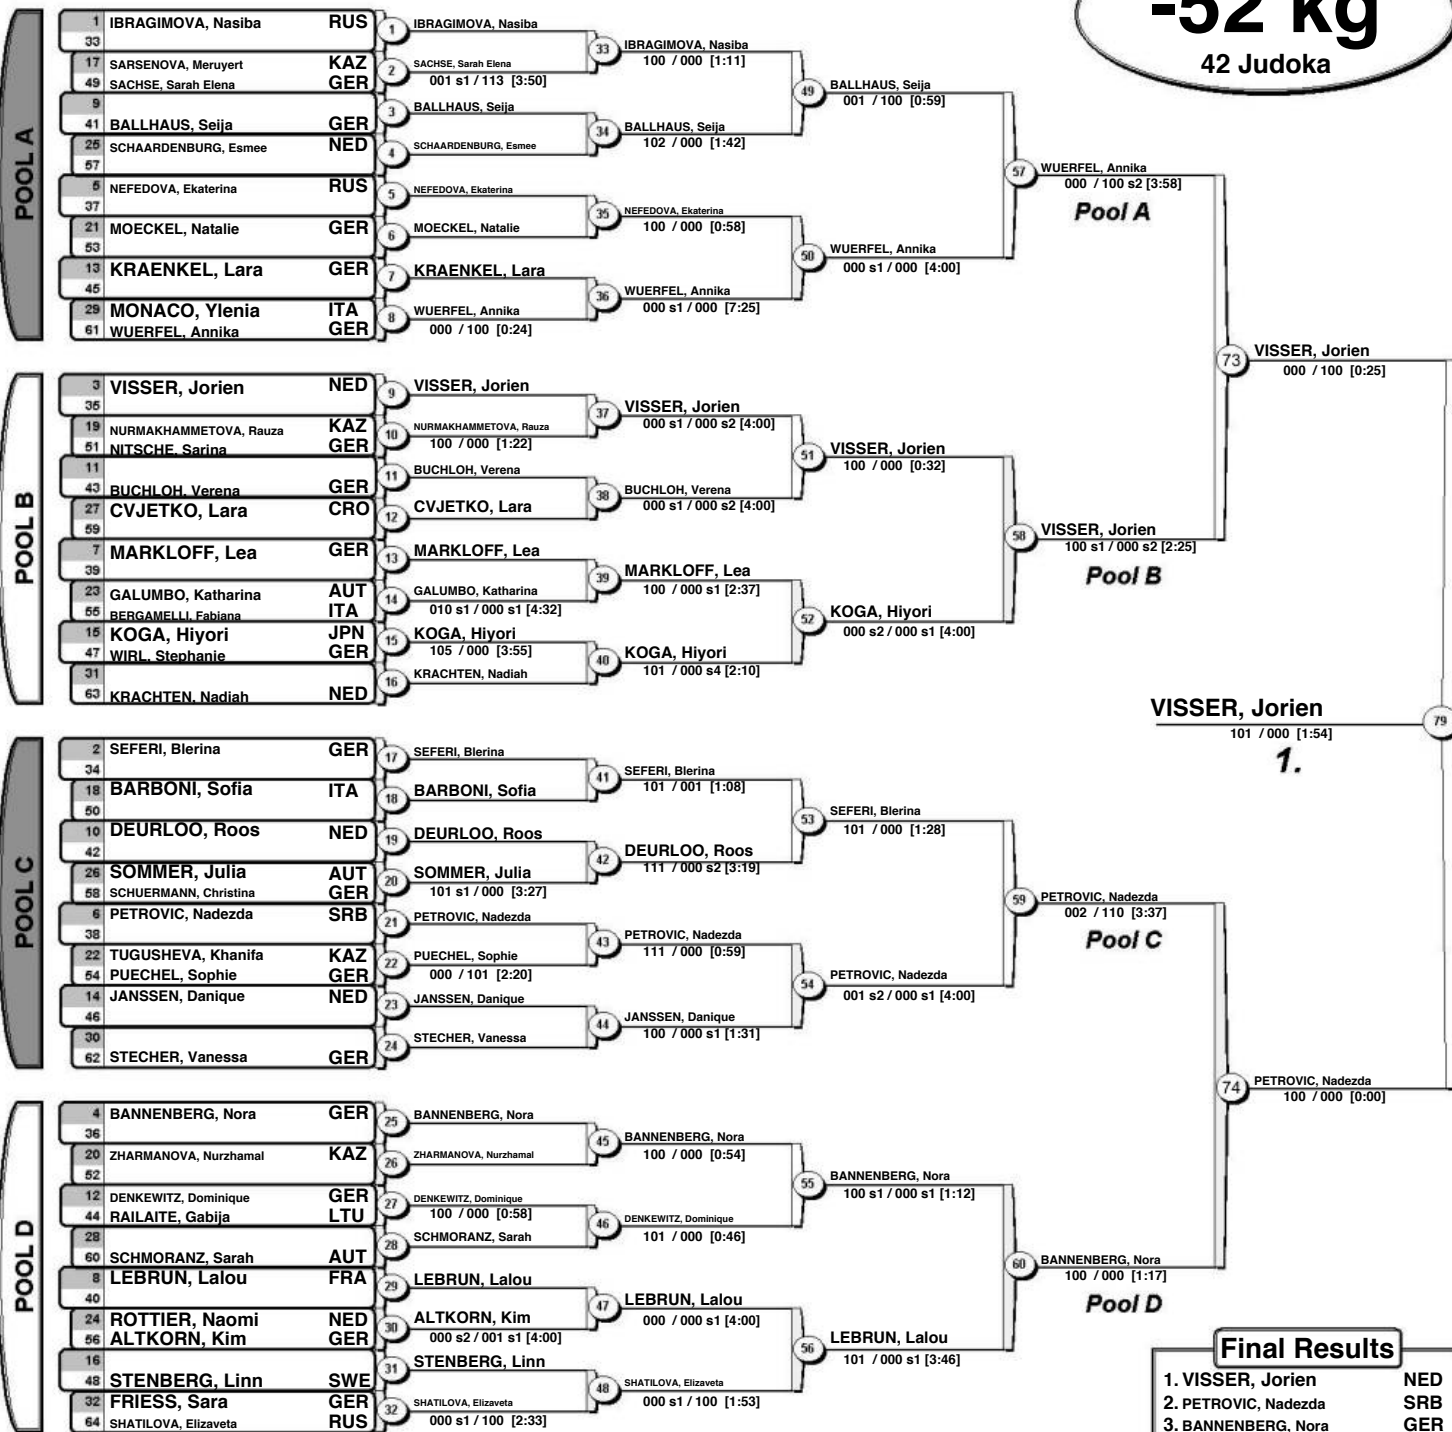 -52 kg
42 Judoka
POOL A
1 IBRAGIMOVA, Nasiba RUS
33
17 SARSENOVA, Meruyert KAZ
49 SACHSE, Sarah Elena GER
9
41 BALLHAUS, Seija GER
25 SCHAARDENBURG, Esmee NED
57
5 NEFEDOVA, Ekaterina RUS
37
21 MOECKEL, Natalie GER
53
13 KRAENKEL, Lara GER
45
29 MONACO, Ylenia ITA
61 WUERFEL, Annika GER
1 IBRAGIMOVA, Nasiba
2 SACHSE, Sarah Elena
001 s1 / 113 [3:50]
3 BALLHAUS, Seija
4 SCHAARDENBURG, Esmee
5 NEFEDOVA, Ekaterina
6 MOECKEL, Natalie
7 KRAENKEL, Lara
8 WUERFEL, Annika
000 / 100 [0:24]
33 IBRAGIMOVA, Nasiba
100 / 000 [1:11]
34 BALLHAUS, Seija
102 / 000 [1:42]
35 NEFEDOVA, Ekaterina
100 / 000 [0:58]
36 WUERFEL, Annika
000 s1 / 000 [7:25]
49 BALLHAUS, Seija
001 / 100 [0:59]
50 WUERFEL, Annika
000 s1 / 000 [4:00]
57 WUERFEL, Annika
000 / 100 s2 [3:58]
Pool A
POOL B
3 VISSER, Jorien NED
35
19 NURMAKHAMMETOVA, Rauza KAZ
51 NITSCHE, Sarina GER
11
43 BUCHLOH, Verena GER
27 CVJETKO, Lara CRO
59
7 MARKLOFF, Lea GER
39
23 GALUMBO, Katharina AUT
55 BERGAMELLI, Fabiana ITA
15 KOGA, Hiyori JPN
47 WIRL, Stephanie GER
31
63 KRACHTEN, Nadiah NED
9 VISSER, Jorien
10 NURMAKHAMMETOVA, Rauza
100 / 000 [1:22]
11 BUCHLOH, Verena
12 CVJETKO, Lara
13 MARKLOFF, Lea
14 GALUMBO, Katharina
010 s1 / 000 s1 [4:32]
15 KOGA, Hiyori
105 / 000 [3:55]
16 KRACHTEN, Nadiah
37 VISSER, Jorien
000 s1 / 000 s2 [4:00]
38 BUCHLOH, Verena
000 s1 / 000 s2 [4:00]
39 MARKLOFF, Lea
100 / 000 s1 [2:37]
40 KOGA, Hiyori
101 / 000 s4 [2:10]
51 VISSER, Jorien
100 / 000 [0:32]
52 KOGA, Hiyori
000 s2 / 000 s1 [4:00]
58 VISSER, Jorien
100 s1 / 000 s2 [2:25]
Pool B
73 VISSER, Jorien
000 / 100 [0:25]
VISSER, Jorien 79
101 / 000 [1:54]
1.
POOL C
2 SEFERI, Blerina GER
34
18 BARBONI, Sofia ITA
50
10 DEURLOO, Roos NED
42
26 SOMMER, Julia AUT
58 SCHUERMANN, Christina GER
6 PETROVIC, Nadezda SRB
38
22 TUGUSHEVA, Khanifa KAZ
54 PUECHEL, Sophie GER
14 JANSSEN, Danique NED
46
30
62 STECHER, Vanessa GER
17 SEFERI, Blerina
18 BARBONI, Sofia
19 DEURLOO, Roos
20 SOMMER, Julia
101 s1 / 000 [3:27]
21 PETROVIC, Nadezda
22 PUECHEL, Sophie
000 / 101 [2:20]
23 JANSSEN, Danique
24 STECHER, Vanessa
41 SEFERI, Blerina
101 / 001 [1:08]
42 DEURLOO, Roos
111 / 000 s2 [3:19]
43 PETROVIC, Nadezda
111 / 000 [0:59]
44 JANSSEN, Danique
100 / 000 s1 [1:31]
53 SEFERI, Blerina
101 / 000 [1:28]
54 PETROVIC, Nadezda
001 s2 / 000 s1 [4:00]
59 PETROVIC, Nadezda
002 / 110 [3:37]
Pool C
POOL D
4 BANNENBERG, Nora GER
36
20 ZHARMANOVA, Nurzhamal KAZ
52
12 DENKEWITZ, Dominique GER
44 RAILAITE, Gabija LTU
28
60 SCHMORANZ, Sarah AUT
8 LEBRUN, Lalou FRA
40
24 ROTTIER, Naomi NED
56 ALTKORN, Kim GER
16
48 STENBERG, Linn SWE
32 FRIESS, Sara GER
64 SHATILOVA, Elizaveta RUS
25 BANNENBERG, Nora
26 ZHARMANOVA, Nurzhamal
27 DENKEWITZ, Dominique
100 / 000 [0:58]
28 SCHMORANZ, Sarah
29 LEBRUN, Lalou
30 ALTKORN, Kim
000 s2 / 001 s1 [4:00]
31 STENBERG, Linn
32 SHATILOVA, Elizaveta
000 s1 / 100 [2:33]
45 BANNENBERG, Nora
100 / 000 [0:54]
46 DENKEWITZ, Dominique
101 / 000 [0:46]
47 LEBRUN, Lalou
000 / 000 s1 [4:00]
48 SHATILOVA, Elizaveta
000 s1 / 100 [1:53]
55 BANNENBERG, Nora
100 s1 / 000 s1 [1:12]
56 LEBRUN, Lalou
101 / 000 s1 [3:46]
60 BANNENBERG, Nora
100 / 000 [1:17]
Pool D
74 PETROVIC, Nadezda
100 / 000 [0:00]
Final Results
1. VISSER, Jorien NED
2. PETROVIC, Nadezda SRB
3. BANNENBERG, Nora GER